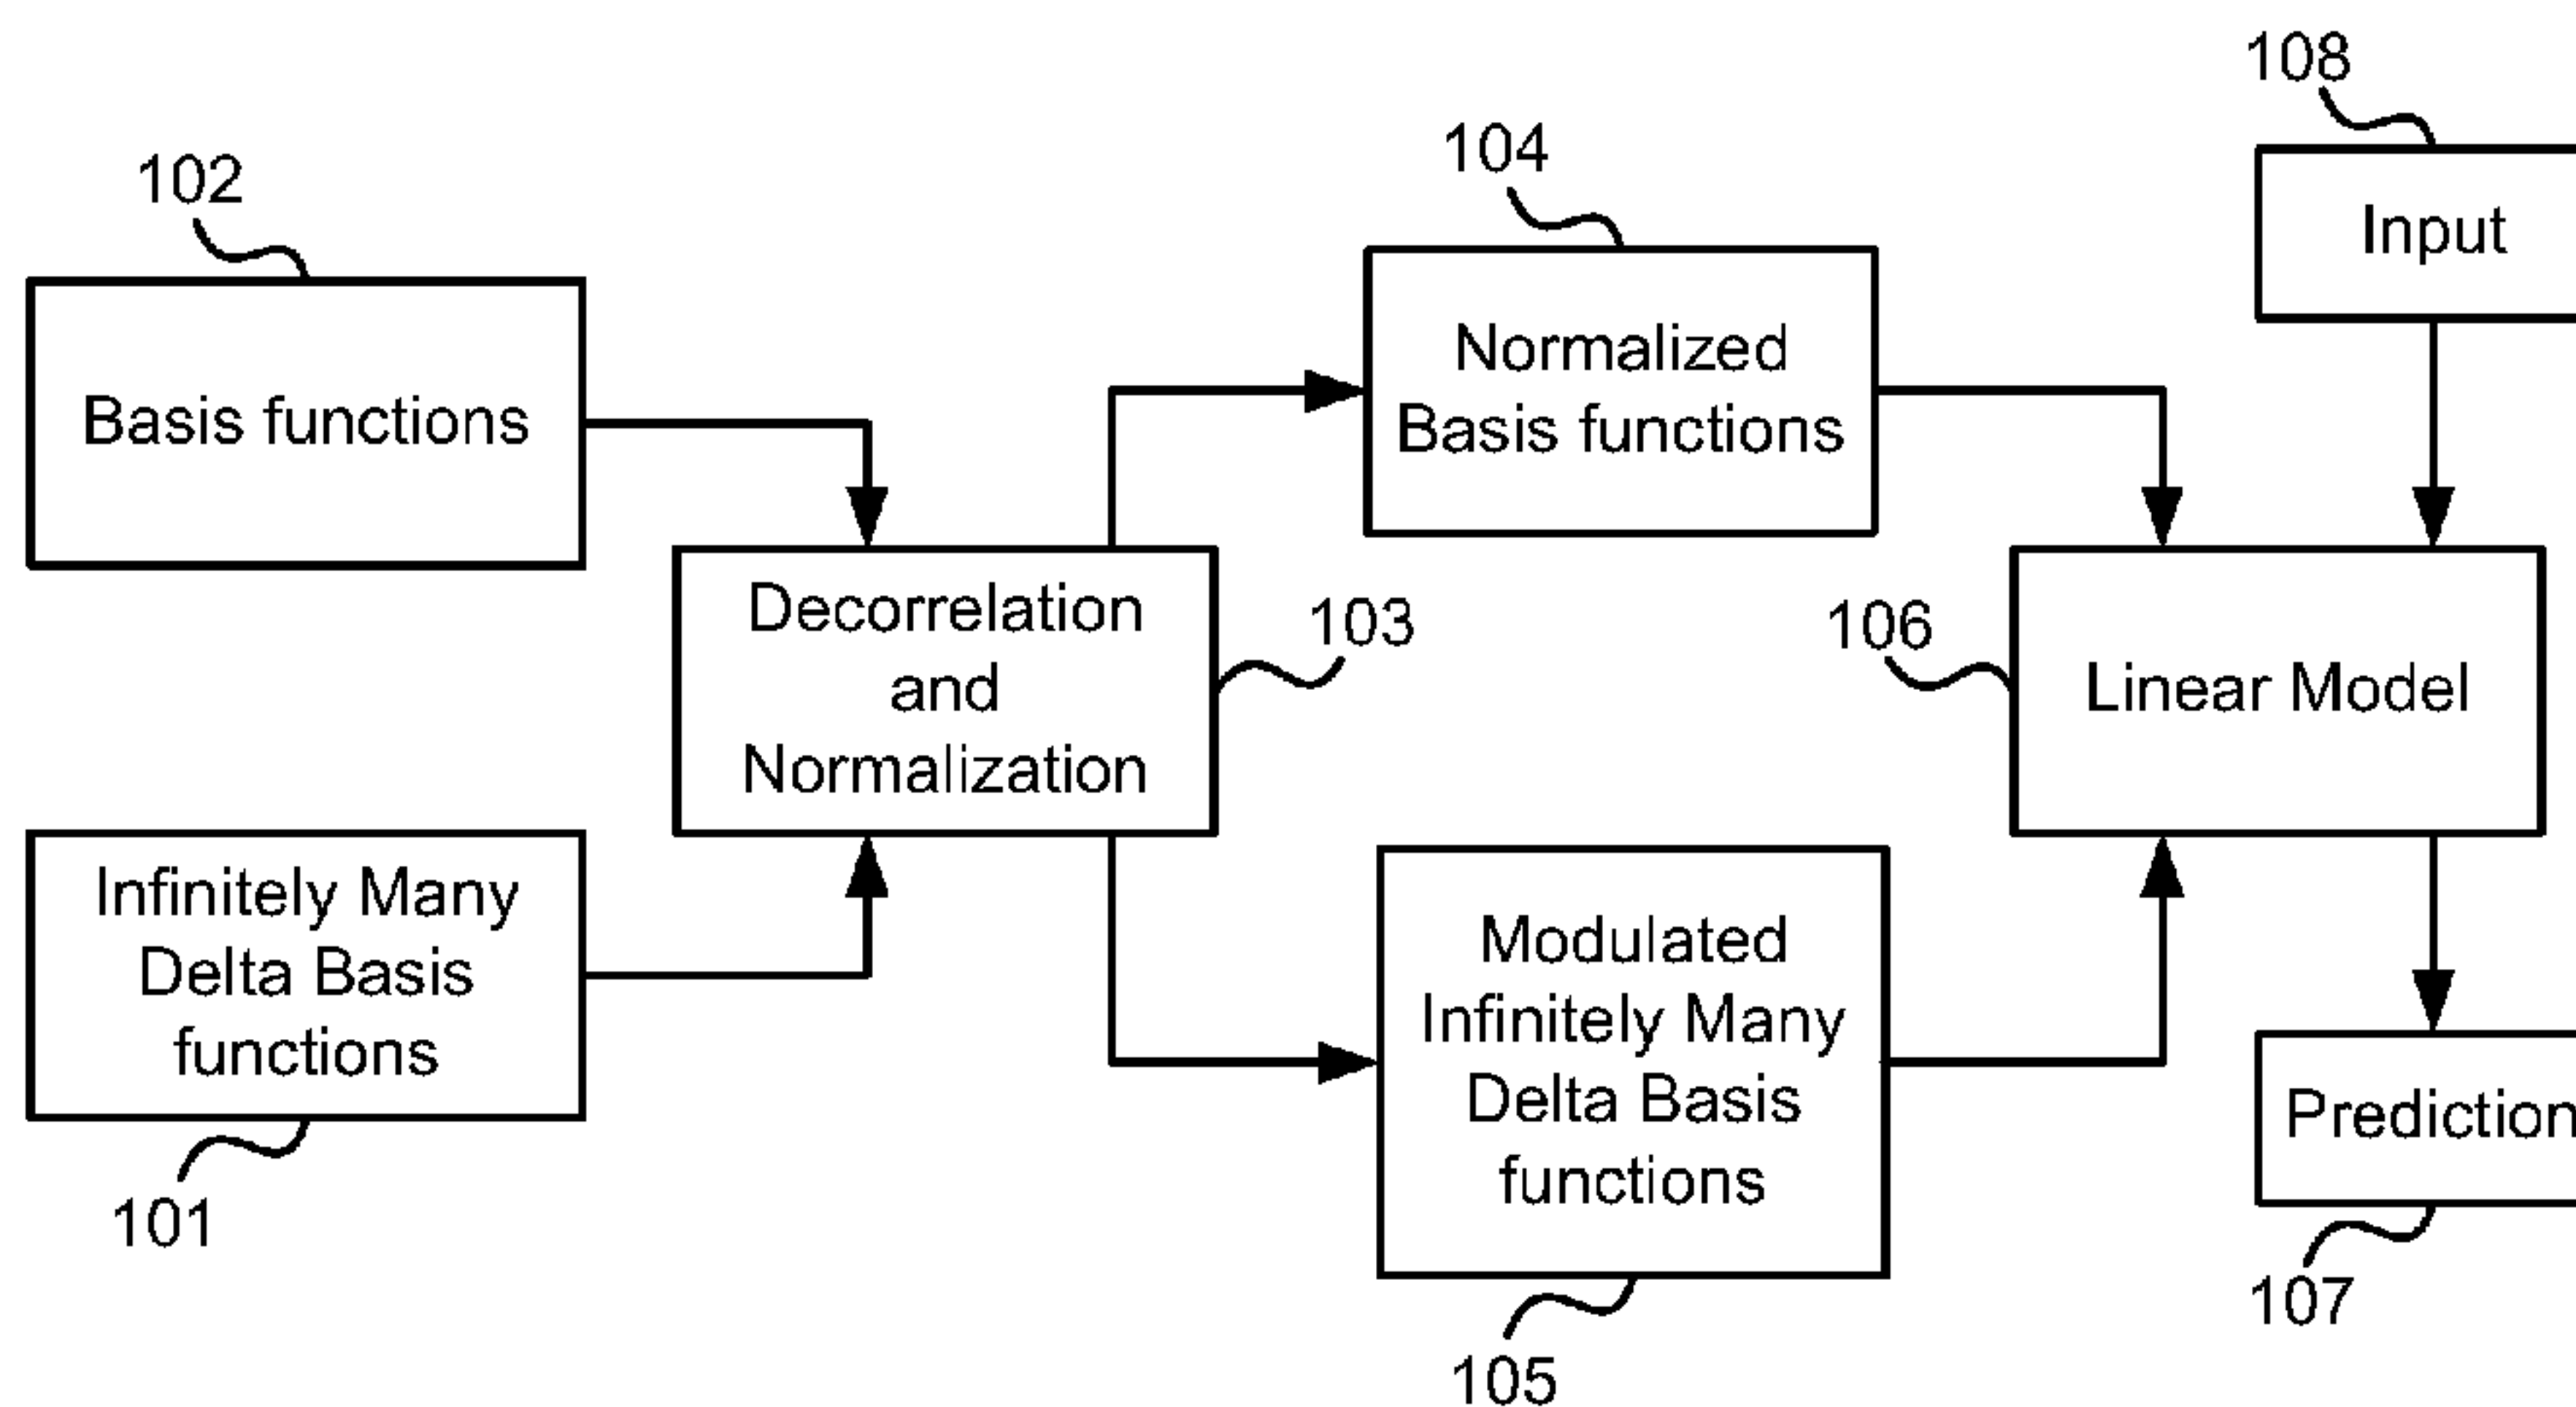 108
104
102
Input
Normalized
Basis functions
Basis functions
Decorrelation
and
Normalization
103
106
Linear Model
Infinitely Many
Delta Basis
functions
Modulated
Infinitely Many
Delta Basis
functions
Prediction
101
107
105